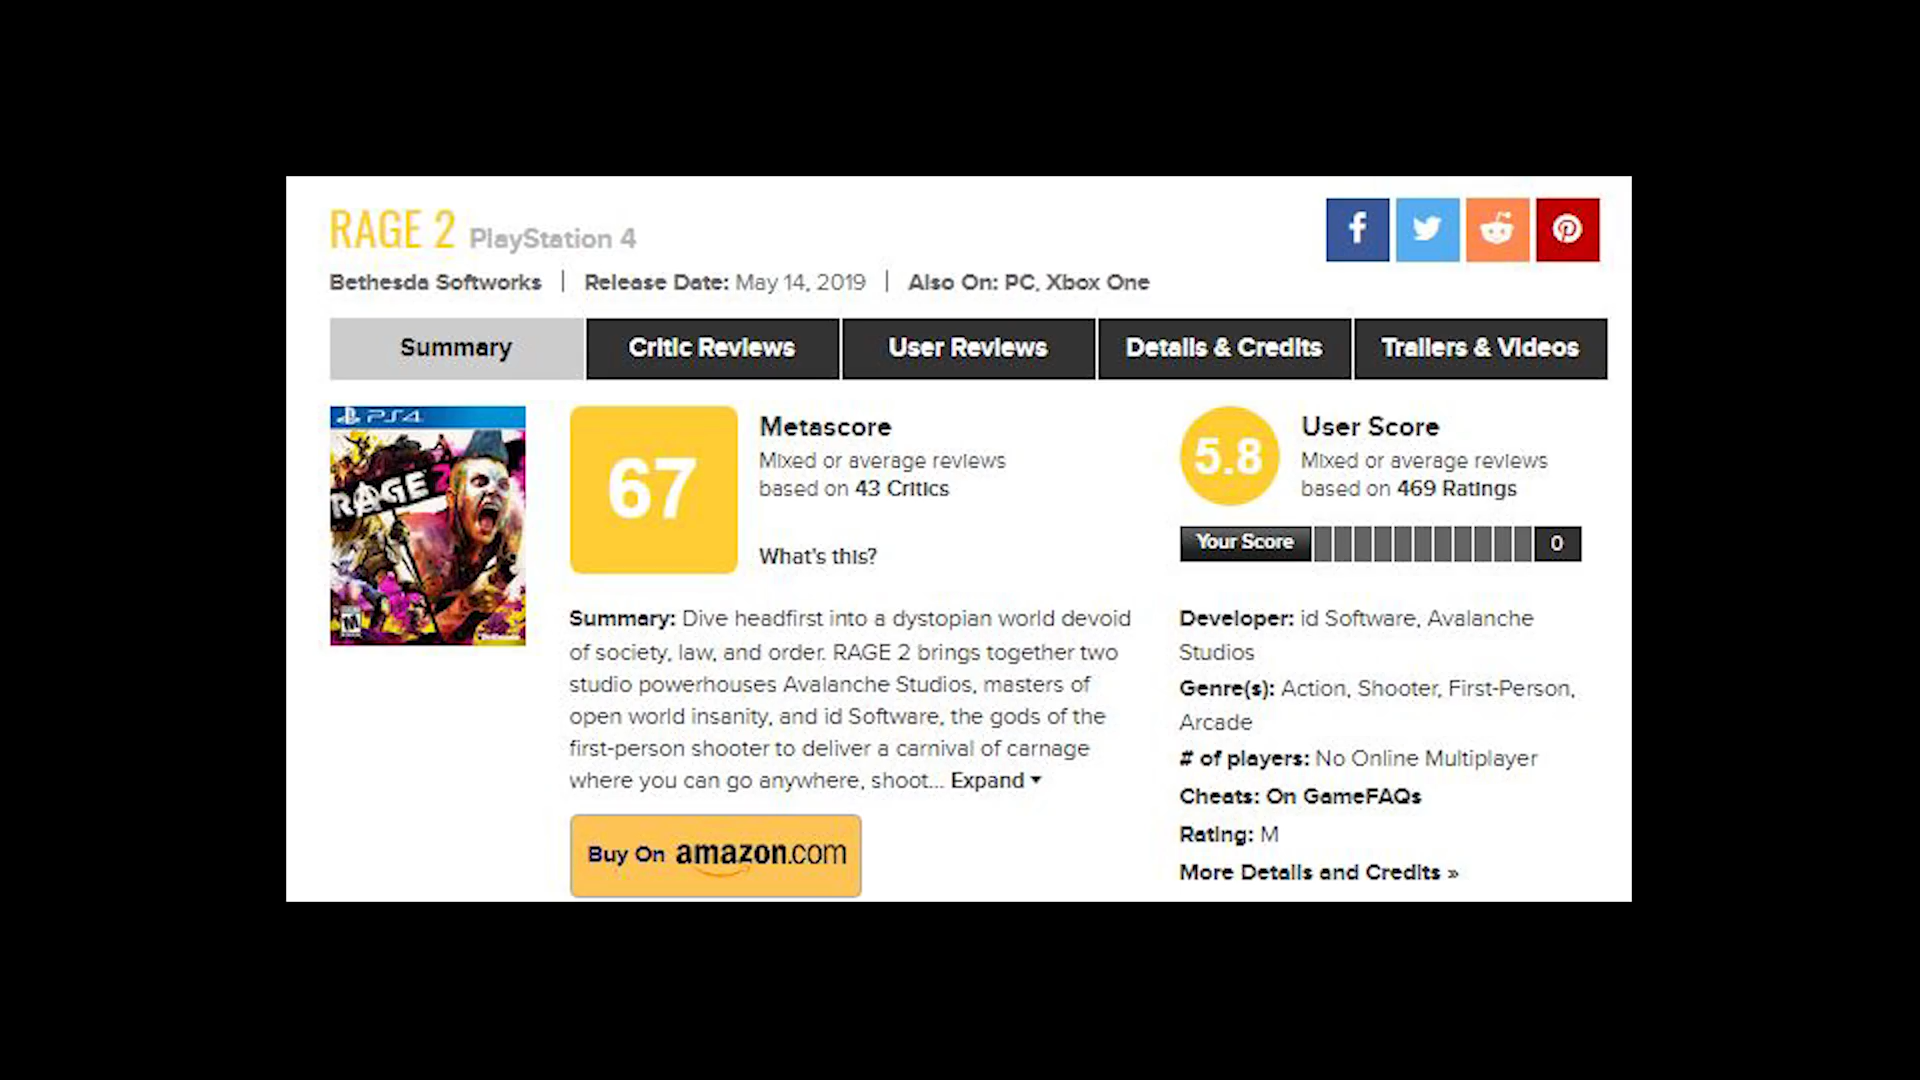 RAGE 2 PlayStation 4
Bethesda Softworks | Release Date: May 14, 2019 | Also On: PC, Xbox One
Summary Critic Reviews User Reviews Details & Credits Trailers & Videos
PS4
RAGE 2
M
67
Metascore
Mixed or average reviews
based on 43 Critics
What's this?
5.8
User Score
Mixed or average reviews
based on 469 Ratings
Your Score 0
Summary: Dive headfirst into a dystopian world devoid
of society, law, and order. RAGE 2 brings together two
studio powerhouses Avalanche Studios, masters of
open world insanity, and id Software, the gods of the
first-person shooter to deliver a carnival of carnage
where you can go anywhere, shoot... Expand
Buy On amazon.com
Developer: id Software, Avalanche
Studios
Genre(s): Action, Shooter, First-Person,
Arcade
# of players: No Online Multiplayer
Cheats: On GameFAQs
Rating: M
More Details and Credits »